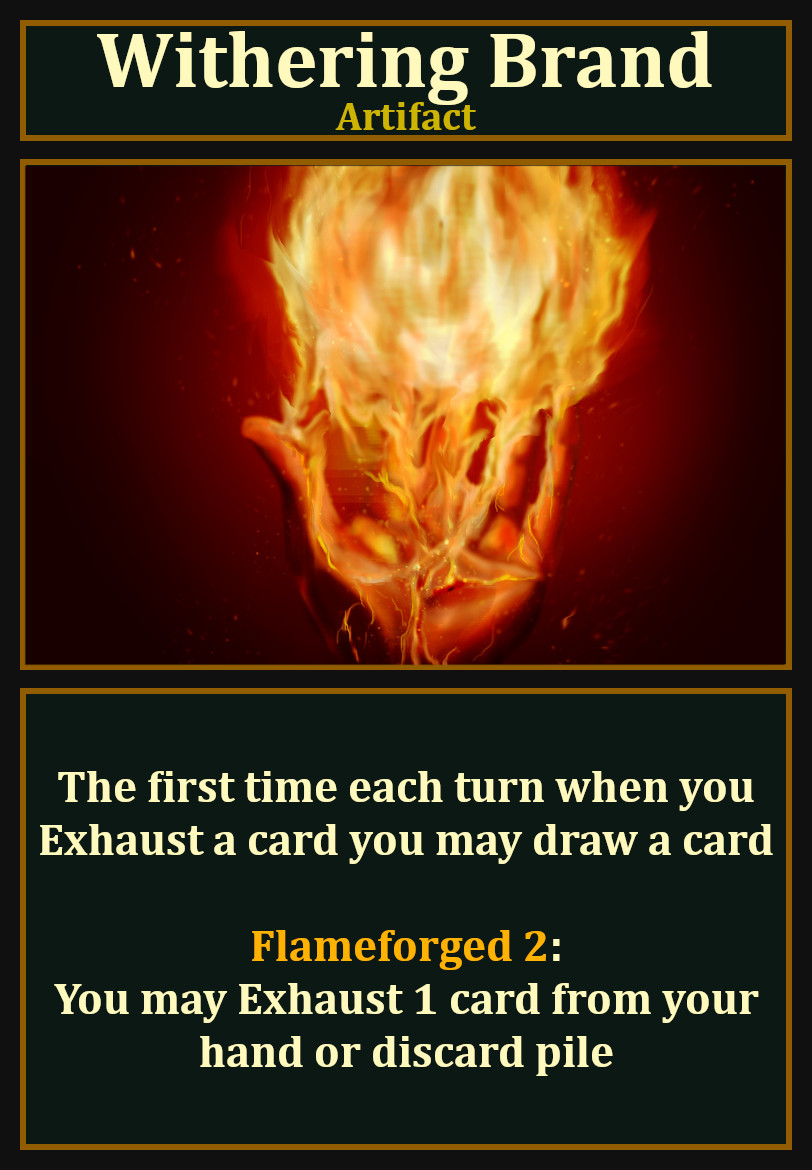 Withering Brand
Artifact
The first time each turn when you
Exhaust a card you may draw a card
Flameforged 2:
You may Exhaust 1 card from your
hand or discard pile